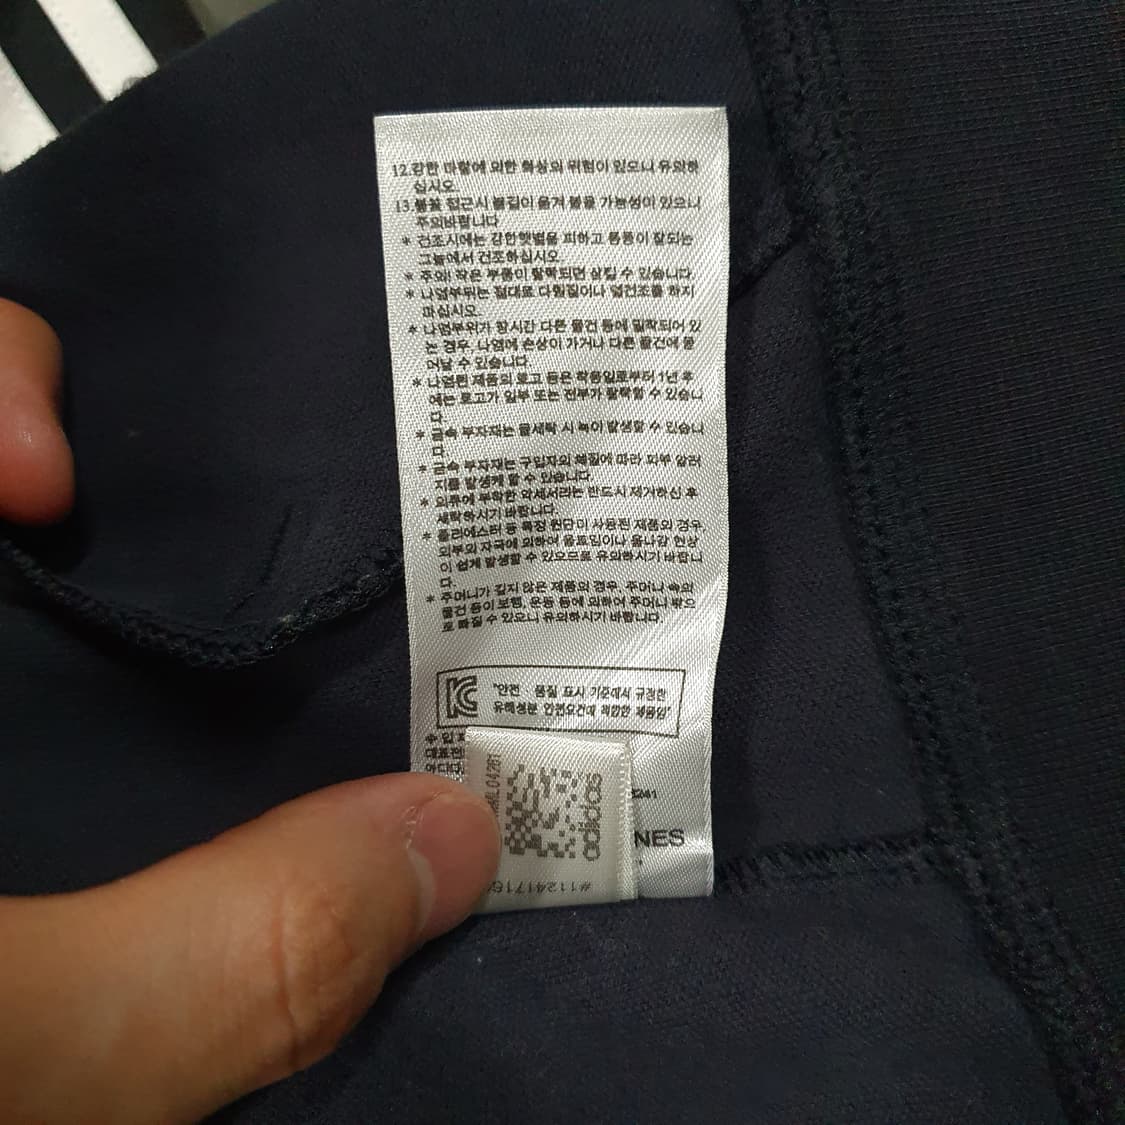 12.강한 마찰에 의한 화상의 위험이 있으니 유의하
십시오.
13.불꽃 접근시 불길이 옮겨 붙을 가능성이 있으니
주의바랍니다
* 건조시에는 강한햇볕을 피하고 통풍이 잘되는
그늘에서 건조하십시오.
* 주의! 작은 부품이 탈락되면 삼킬 수 있습니다.
* 나염부위는 절대로 다림질이나 열건조를 하지
마십시오.
* 나염부위가 장시간 다른 물건 등에 밀착되어 있
는 경우, 나염에 손상이 가거나 다른 물건에 묻
어날 수 있습니다.
* 나염된 제품의 로고 등은 착용일로부터 1년 후
에는 로고가 일부 또는 전부가 탈락할 수 있습니
다.
* 금속 부자재는 물세탁 시 녹이 발생할 수 있습니
다.
* 금속 부자재는 구입자의 체질에 따라 피부 알러
지를 발생케 할 수 있습니다.
* 의류에 부착한 악세서리는 반드시 제거하신 후
세탁하시기 바랍니다.
* 폴리에스터 등 특정 원단이 사용된 제품의 경우,
외부의 자극에 의하여 올트임이나 올나감 현상
이 쉽게 발생할 수 있으므로 유의하시기 바랍니
다.
* 주머니가 깊지 않은 제품의 경우, 주머니 속의
물건 등이 보행, 운동 등에 의하여 주머니 밖으
로 빠질 수 있으니 유의하시기 바랍니다.
KC "안전 · 품질 표시 기준에서 규정한
유해성분 안전요건에 적합한 제품임"
수입
대표전
아디다
NES
adidas
#1124171